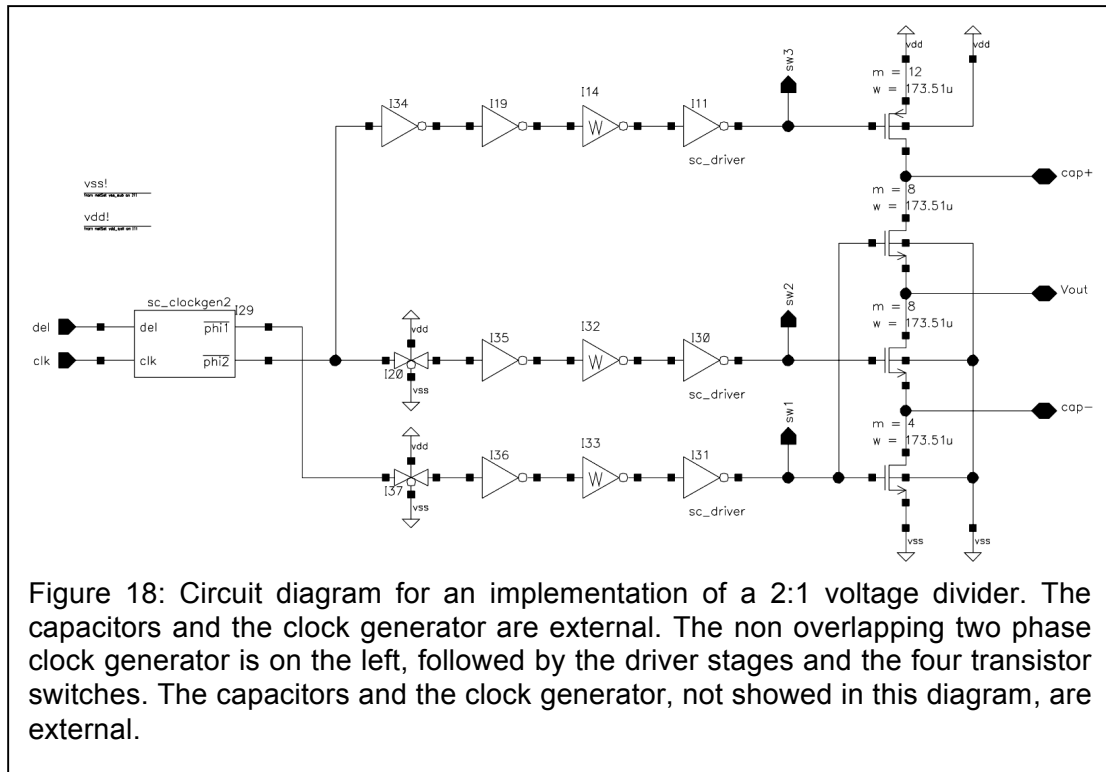 vdd
vdd
sw3
m = 12
w = 173.51u
I34
I19
I14
I11
W
sc_driver
cap+
vss!
vdd!
m = 8
w = 173.51u
sc_clockgen2
I29
del
del
phi1
clk
clk
phi2
vdd
I20
vss
I35
I32
I30
W
sc_driver
sw2
Vout
m = 8
w = 173.51u
cap-
vdd
I37
vss
I36
I33
I31
W
sc_driver
sw1
m = 4
w = 173.51u
vss
vss
Figure 18: Circuit diagram for an implementation of a 2:1 voltage divider. The
capacitors and the clock generator are external. The non overlapping two phase
clock generator is on the left, followed by the driver stages and the four transistor
switches. The capacitors and the clock generator, not showed in this diagram, are
external.